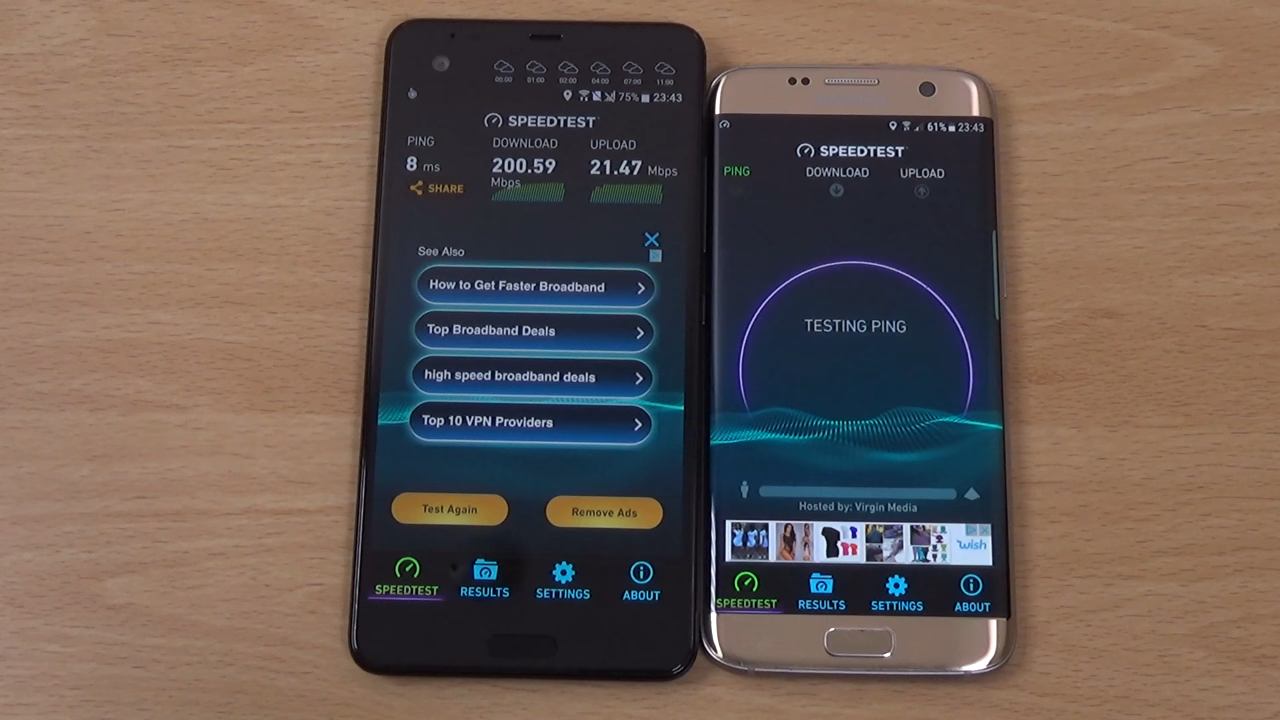 00:00 01:00 02:00 04:00 07:00 11:00
75% 23:43
SPEEDTEST
PING DOWNLOAD UPLOAD
8 ms 200.59 Mbps 21.47 Mbps
SHARE
See Also
How to Get Faster Broadband
Top Broadband Deals
high speed broadband deals
Top 10 VPN Providers
Test Again Remove Ads
SPEEDTEST RESULTS SETTINGS ABOUT
61% 23:43
SPEEDTEST
PING DOWNLOAD UPLOAD
TESTING PING
Hosted by: Virgin Media
wish
SPEEDTEST RESULTS SETTINGS ABOUT